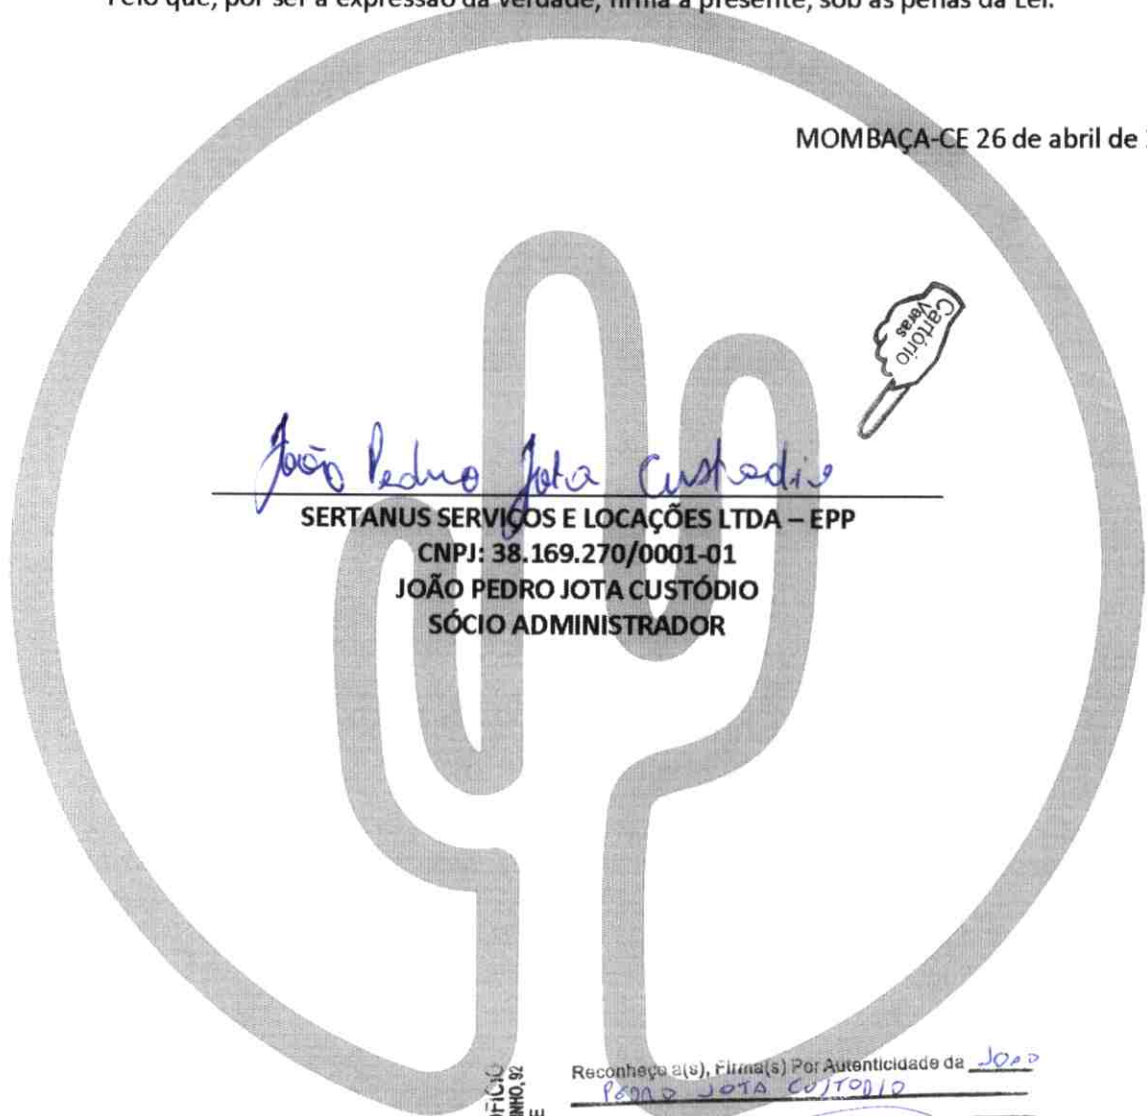 Pelo que, por ser a expressão da verdade, firma a presente, sob as penas da Lei.
MOMBAÇA-CE 26 de abril de
Cartório
Veras
João Pedro Jota Custodio
SERTANUS SERVIÇOS E LOCAÇÕES LTDA – EPP
CNPJ: 38.169.270/0001-01
JOÃO PEDRO JOTA CUSTÓDIO
SÓCIO ADMINISTRADOR
Reconheço a(s), Firma(s) Por Autenticidade da João
PEDRO JOTA CUSTODIO